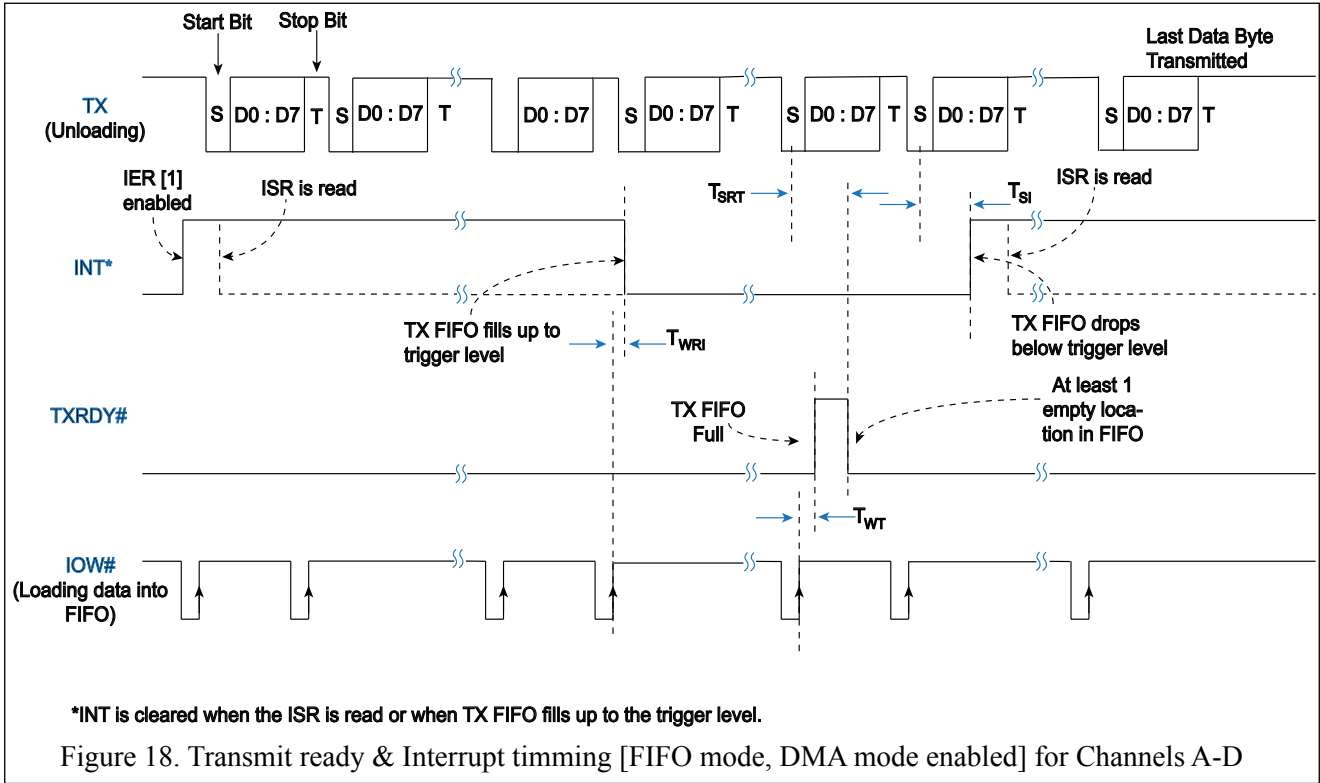 Start Bit
Stop Bit
Last Data Byte
Transmitted
TX
(Unloading)
S D0 : D7 T S D0 : D7 T D0 : D7 S D0 : D7 T S D0 : D7 T S D0 : D7 T S D0 : D7 T
IER [1]
enabled
ISR is read
TSRT
TSI
ISR is read
INT*
TX FIFO fills up to
trigger level
TWRI
TX FIFO drops
below trigger level
TXRDY#
TX FIFO
Full
At least 1
empty loca-
tion in FIFO
TWT
IOW#
(Loading data into
FIFO)
*INT is cleared when the ISR is read or when TX FIFO fills up to the trigger level.
Figure 18. Transmit ready & Interrupt timming [FIFO mode, DMA mode enabled] for Channels A-D